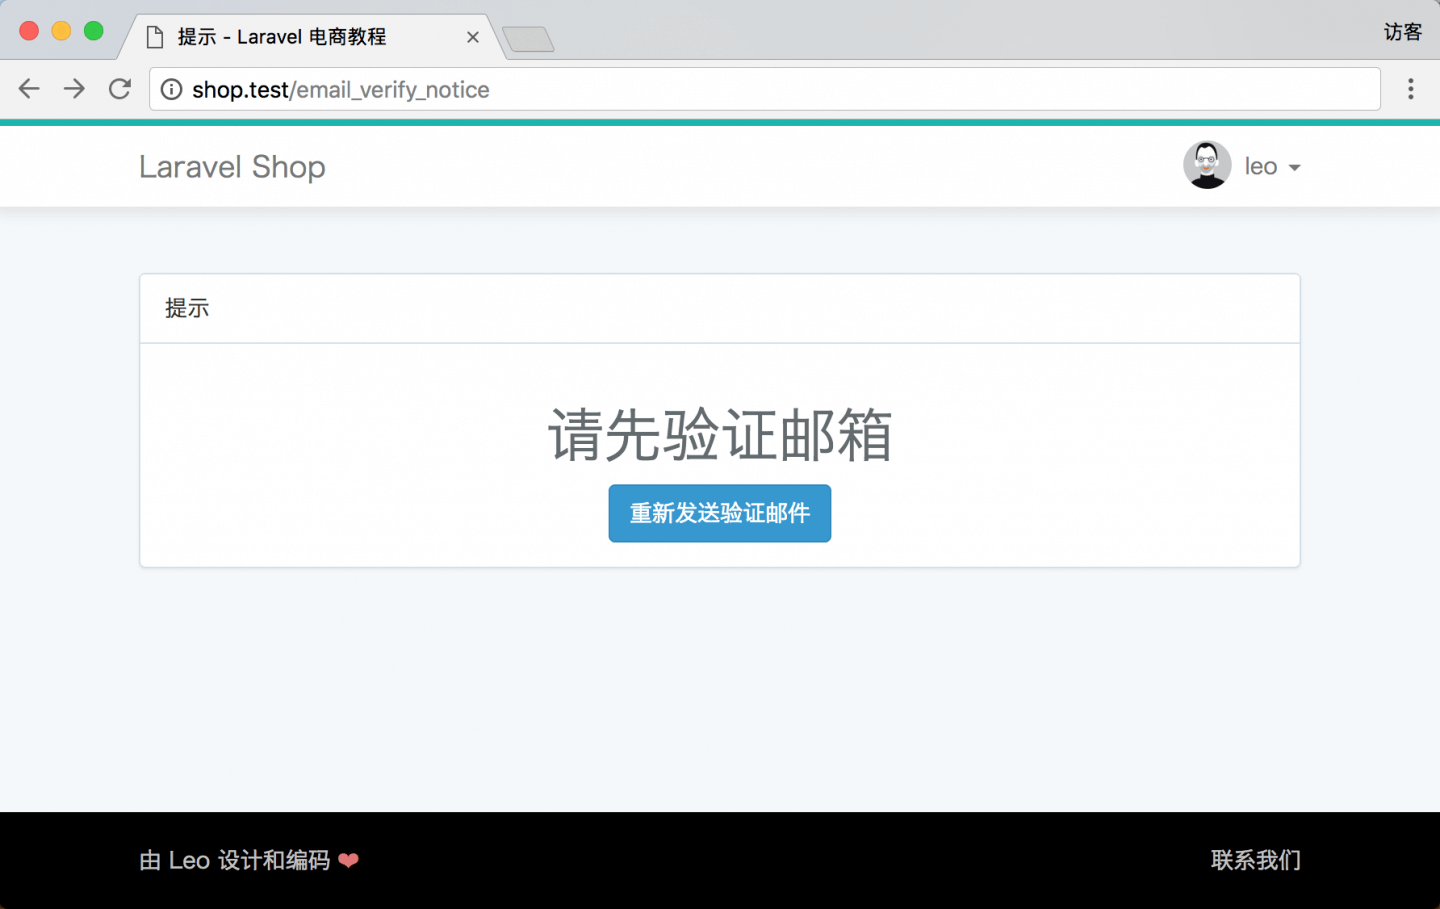 提示 - Laravel 电商教程
访客
shop.test/email_verify_notice
Laravel Shop
leo
提示
请先验证邮箱
重新发送验证邮件
由 Leo 设计和编码 ❤
联系我们